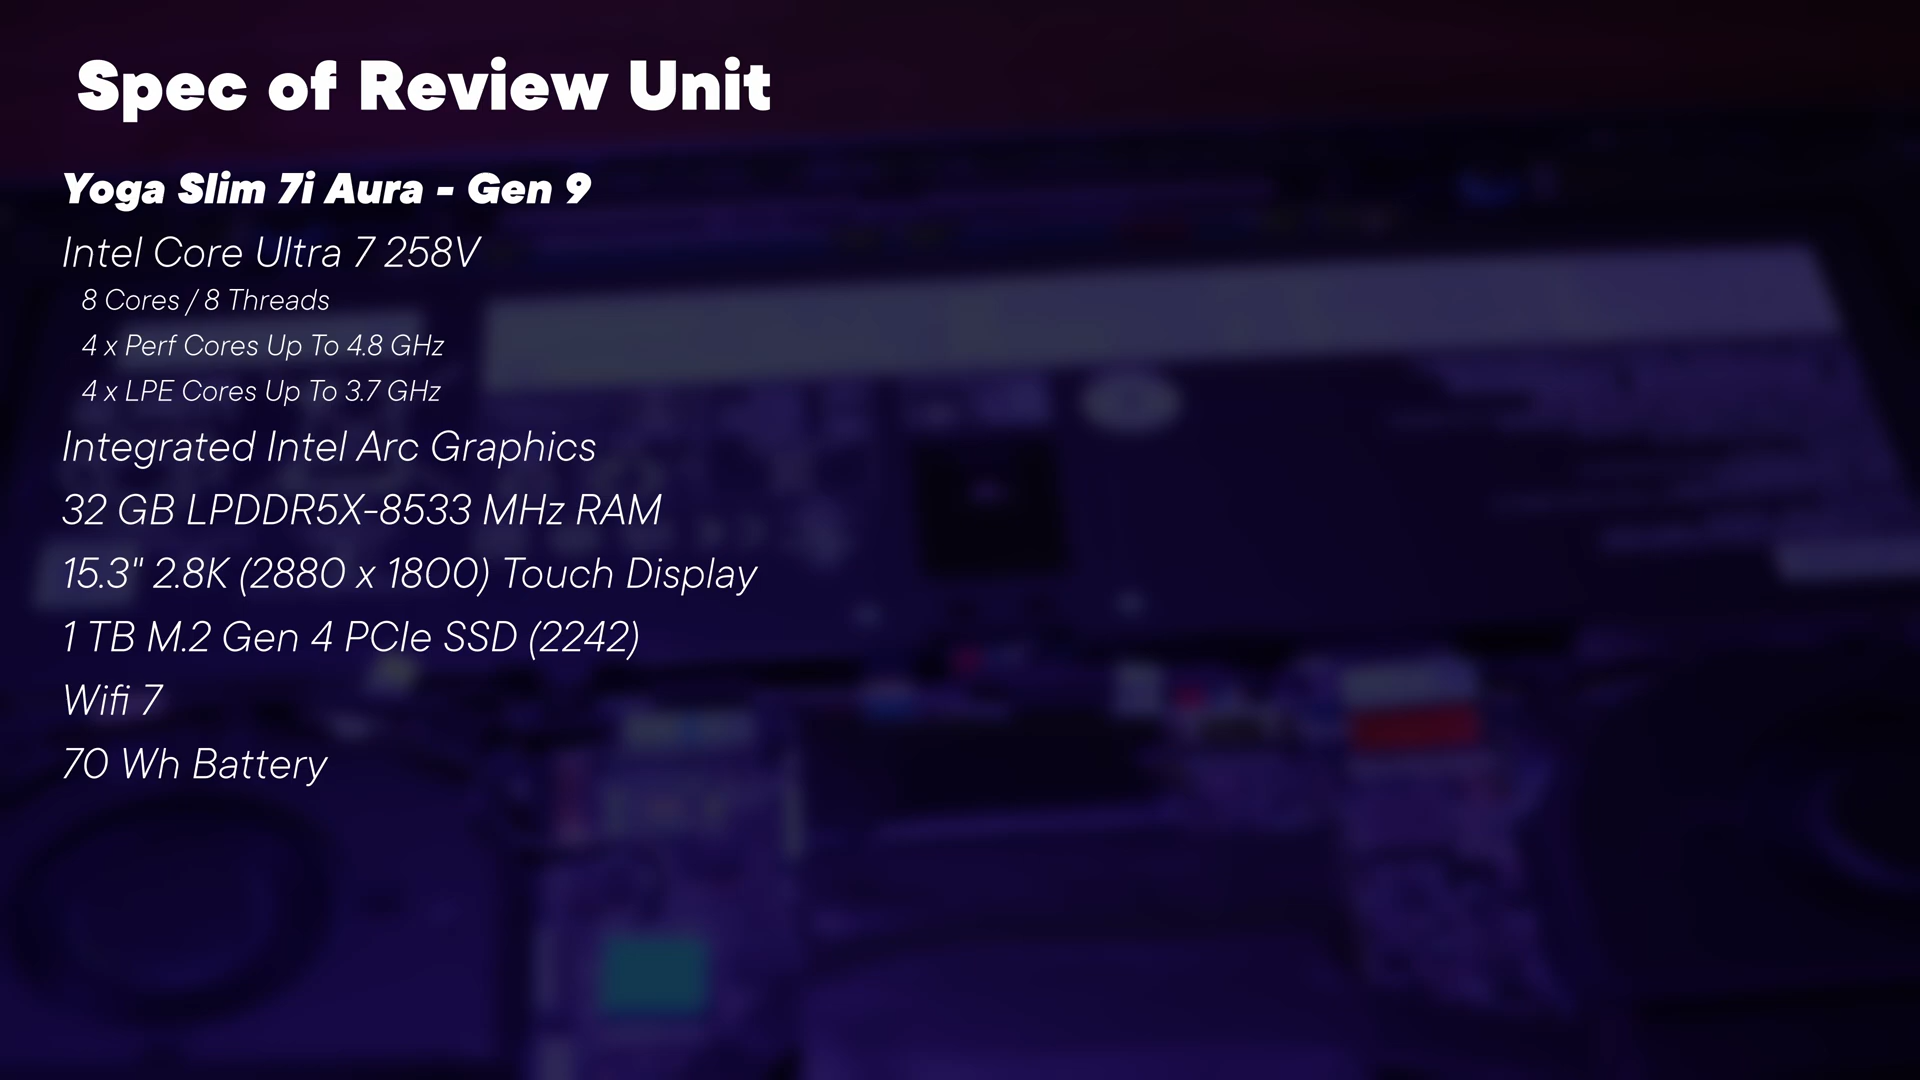 Spec of Review Unit
Yoga Slim 7i Aura - Gen 9
Intel Core Ultra 7 258V
8 Cores / 8 Threads
4 x Perf Cores Up To 4.8 GHz
4 x LPE Cores Up To 3.7 GHz
Integrated Intel Arc Graphics
32 GB LPDDR5X-8533 MHz RAM
15.3" 2.8K (2880 x 1800) Touch Display
1 TB M.2 Gen 4 PCIe SSD (2242)
Wifi 7
70 Wh Battery